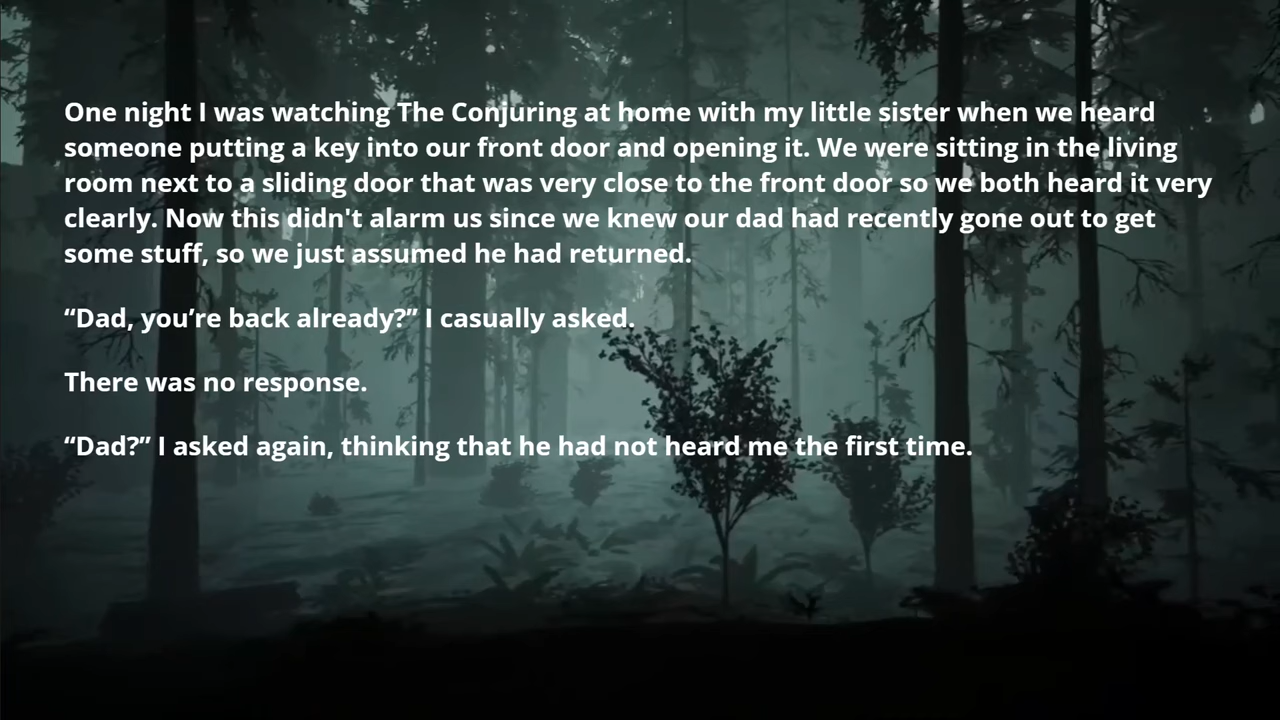 One night I was watching The Conjuring at home with my little sister when we heard
someone putting a key into our front door and opening it. We were sitting in the living
room next to a sliding door that was very close to the front door so we both heard it very
clearly. Now this didn't alarm us since we knew our dad had recently gone out to get
some stuff, so we just assumed he had returned.
“Dad, you’re back already?” I casually asked.
There was no response.
“Dad?” I asked again, thinking that he had not heard me the first time.